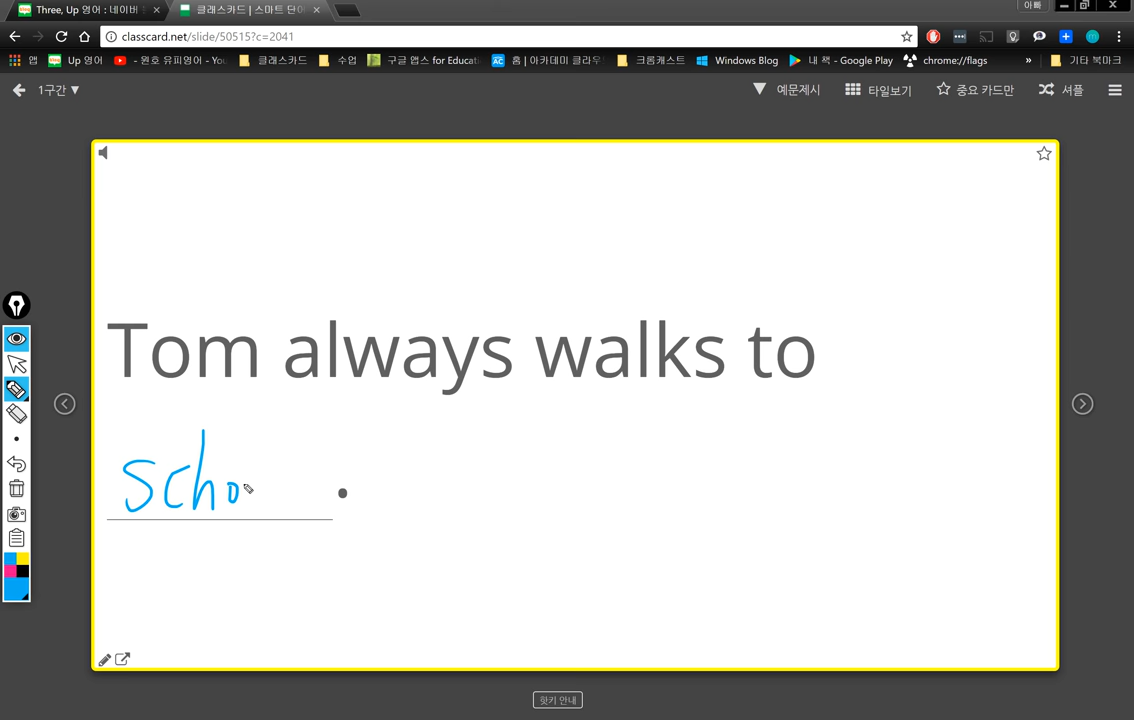 Three, Up 영어 : 네이버
클래스카드 | 스마트 단어
아빠
classcard.net/slide/50515?c=2041
앱
Up 영어
- 원호 유피영어 - You
클래스카드
수업
구글 앱스 for Educati
홈 | 아카데미 클라우
크롬캐스트
Windows Blog
내 책 - Google Play
chrome://flags
»
기타 북마크
1구간 ▼
▼ 예문제시
타일보기
중요 카드만
셔플
Tom always walks to
scho .
핫키 안내